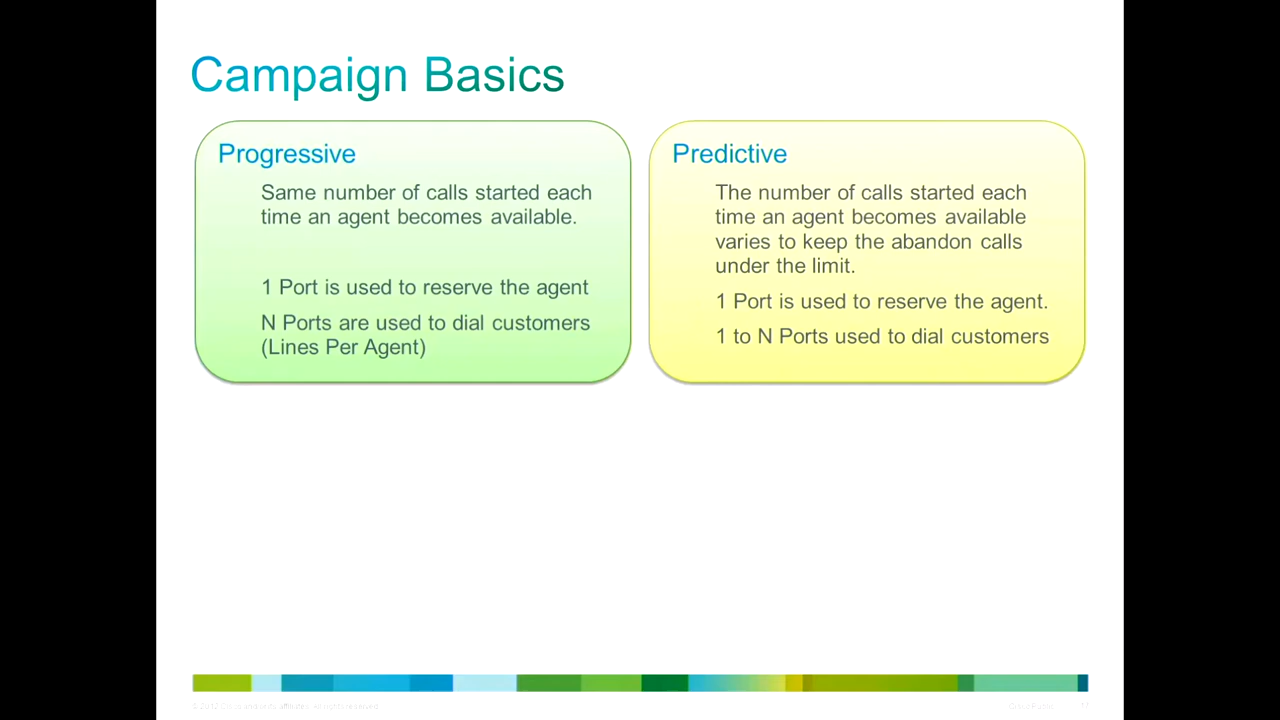 Campaign Basics
Progressive
Same number of calls started each
time an agent becomes available.
1 Port is used to reserve the agent
N Ports are used to dial customers
(Lines Per Agent)
Predictive
The number of calls started each
time an agent becomes available
varies to keep the abandon calls
under the limit.
1 Port is used to reserve the agent.
1 to N Ports used to dial customers